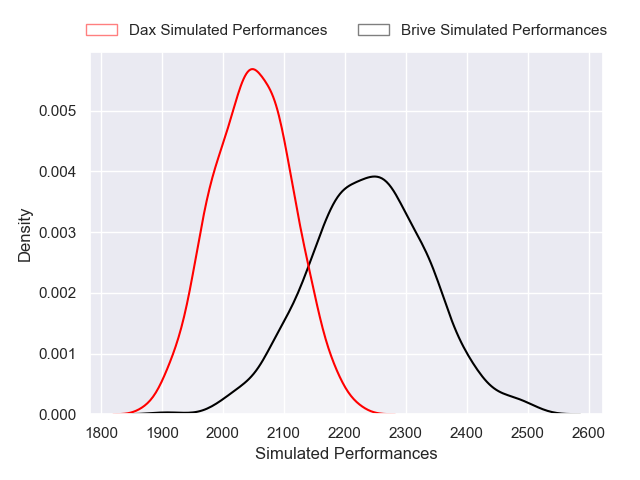 Dax Simulated Performances Brive Simulated Performances
0.005
0.004
0.003
0.002
0.001
0.000
Density
1800 1900 2000 2100 2200 2300 2400 2500 2600
Simulated Performances